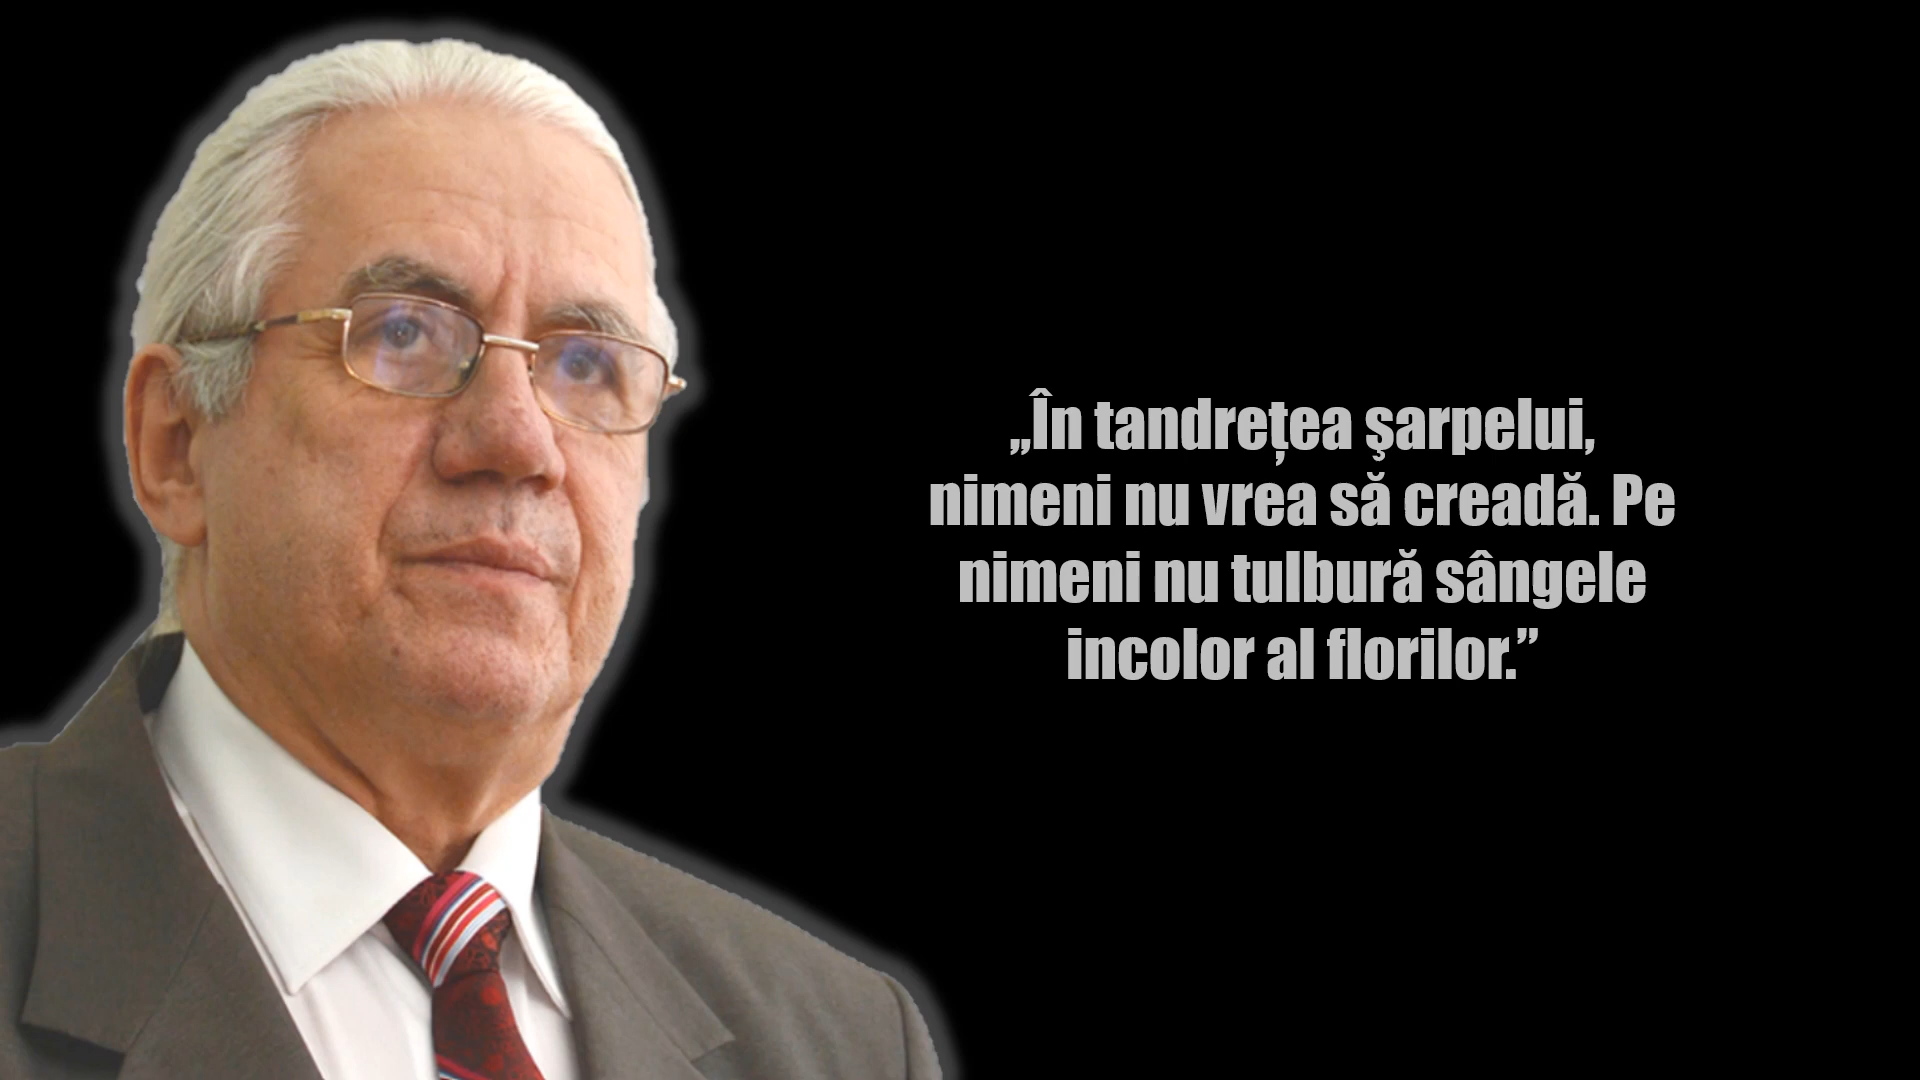 „În tandrețea şarpelui,
nimeni nu vrea să creadă. Pe
nimeni nu tulbură sângele
incolor al florilor.”